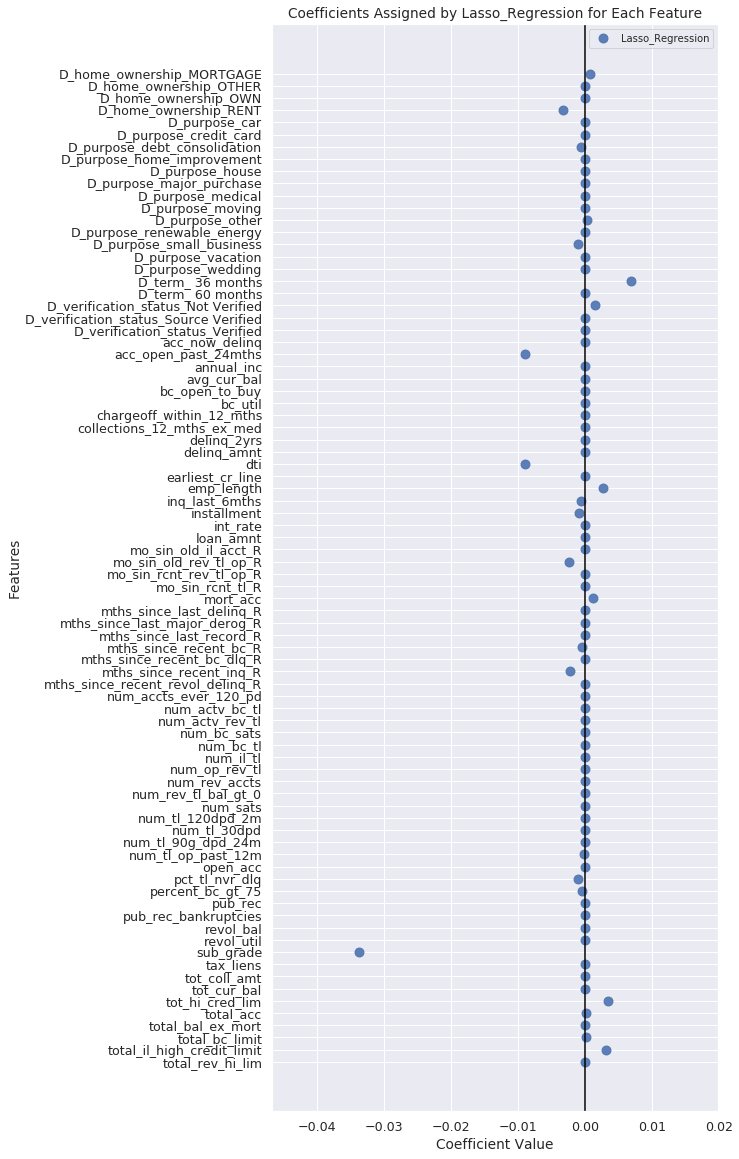 Coefficients Assigned by Lasso_Regression for Each Feature
Lasso_Regression
D_home_ownership_MORTGAGE
D_home_ownership_OTHER
D_home_ownership_OWN
D_home_ownership_RENT
D_purpose_car
D_purpose_credit_card
D_purpose_debt_consolidation
D_purpose_home_improvement
D_purpose_house
D_purpose_major_purchase
D_purpose_medical
D_purpose_moving
D_purpose_other
D_purpose_renewable_energy
D_purpose_small_business
D_purpose_vacation
D_purpose_wedding
D_term_ 36 months
D_term_ 60 months
D_verification_status_Not Verified
D_verification_status_Source Verified
D_verification_status_Verified
acc_now_delinq
acc_open_past_24mths
annual_inc
avg_cur_bal
bc_open_to_buy
bc_util
chargeoff_within_12_mths
collections_12_mths_ex_med
delinq_2yrs
delinq_amnt
dti
earliest_cr_line
emp_length
inq_last_6mths
installment
int_rate
loan_amnt
mo_sin_old_il_acct_R
mo_sin_old_rev_tl_op_R
mo_sin_rcnt_rev_tl_op_R
mo_sin_rcnt_tl_R
mort_acc
mths_since_last_delinq_R
mths_since_last_major_derog_R
mths_since_last_record_R
mths_since_recent_bc_R
mths_since_recent_bc_dlq_R
mths_since_recent_inq_R
mths_since_recent_revol_delinq_R
num_accts_ever_120_pd
num_actv_bc_tl
num_actv_rev_tl
num_bc_sats
num_bc_tl
num_il_tl
num_op_rev_tl
num_rev_accts
num_rev_tl_bal_gt_0
num_sats
num_tl_120dpd_2m
num_tl_30dpd
num_tl_90g_dpd_24m
num_tl_op_past_12m
open_acc
pct_tl_nvr_dlq
percent_bc_gt_75
pub_rec
pub_rec_bankruptcies
revol_bal
revol_util
sub_grade
tax_liens
tot_coll_amt
tot_cur_bal
tot_hi_cred_lim
total_acc
total_bal_ex_mort
total_bc_limit
total_il_high_credit_limit
total_rev_hi_lim
Features
−0.04 −0.03 −0.02 −0.01 0.00 0.01 0.02
Coefficient Value